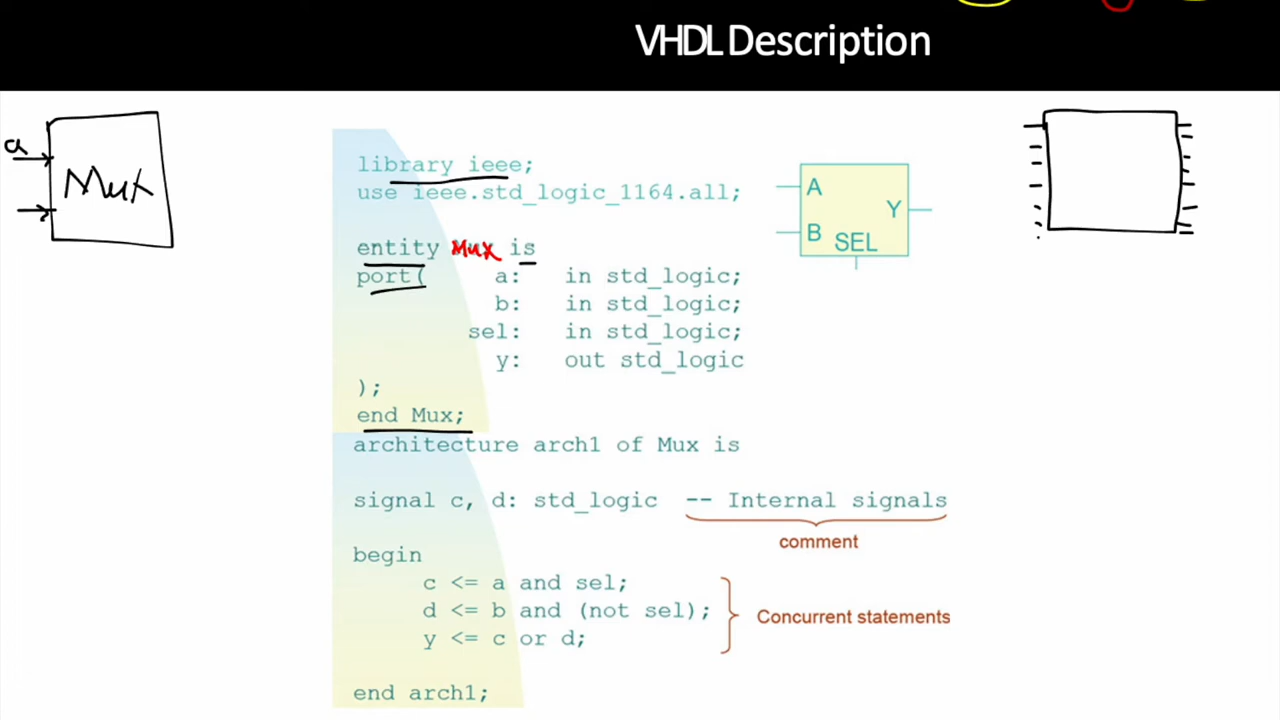 VHDL Description
a
Mux
library ieee;
use ieee.std_logic_1164.all;
entity Mux is
port( a: in std_logic;
b: in std_logic;
sel: in std_logic;
y: out std_logic
);
end Mux;
A
B
Y
SEL
architecture arch1 of Mux is
signal c, d: std_logic -- Internal signals
comment
begin
c <= a and sel;
d <= b and (not sel);
y <= c or d;
Concurrent statements
end arch1;